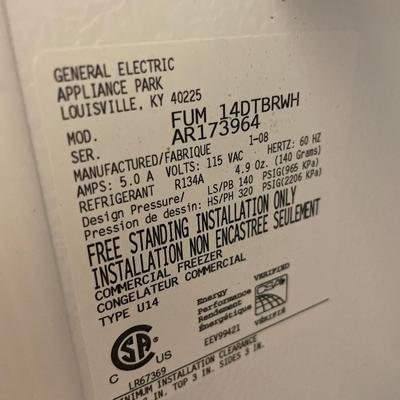 GENERAL ELECTRIC
APPLIANCE PARK
LOUISVILLE, KY 40225
MOD. FUM 14DTBRWH
SER. AR173964
MANUFACTURED/FABRIQUE 1-08
AMPS: 5.0 A VOLTS: 115 VAC HERTZ: 60 HZ
REFRIGERANT R134A 4.9 Oz. (140 Grams)
Design Pressure/ LS/PB 140 PSIG(965 KPa)
Pression de dessin: HS/PH 320 PSIG(2206 KPa)
FREE STANDING INSTALLATION ONLY
INSTALLATION NON ENCASTREE SEULEMENT
COMMERCIAL FREEZER
CONGELATEUR COMMERCIAL
TYPE U14
Energy
Performance
Rendement
Énergétique
VERIFIED
VÉRIFIÉ
EEV99421
C SA US
LR67369
MINIMUM INSTALLATION CLEARANCE
IN. TOP 3 IN. SIDES 3 IN.